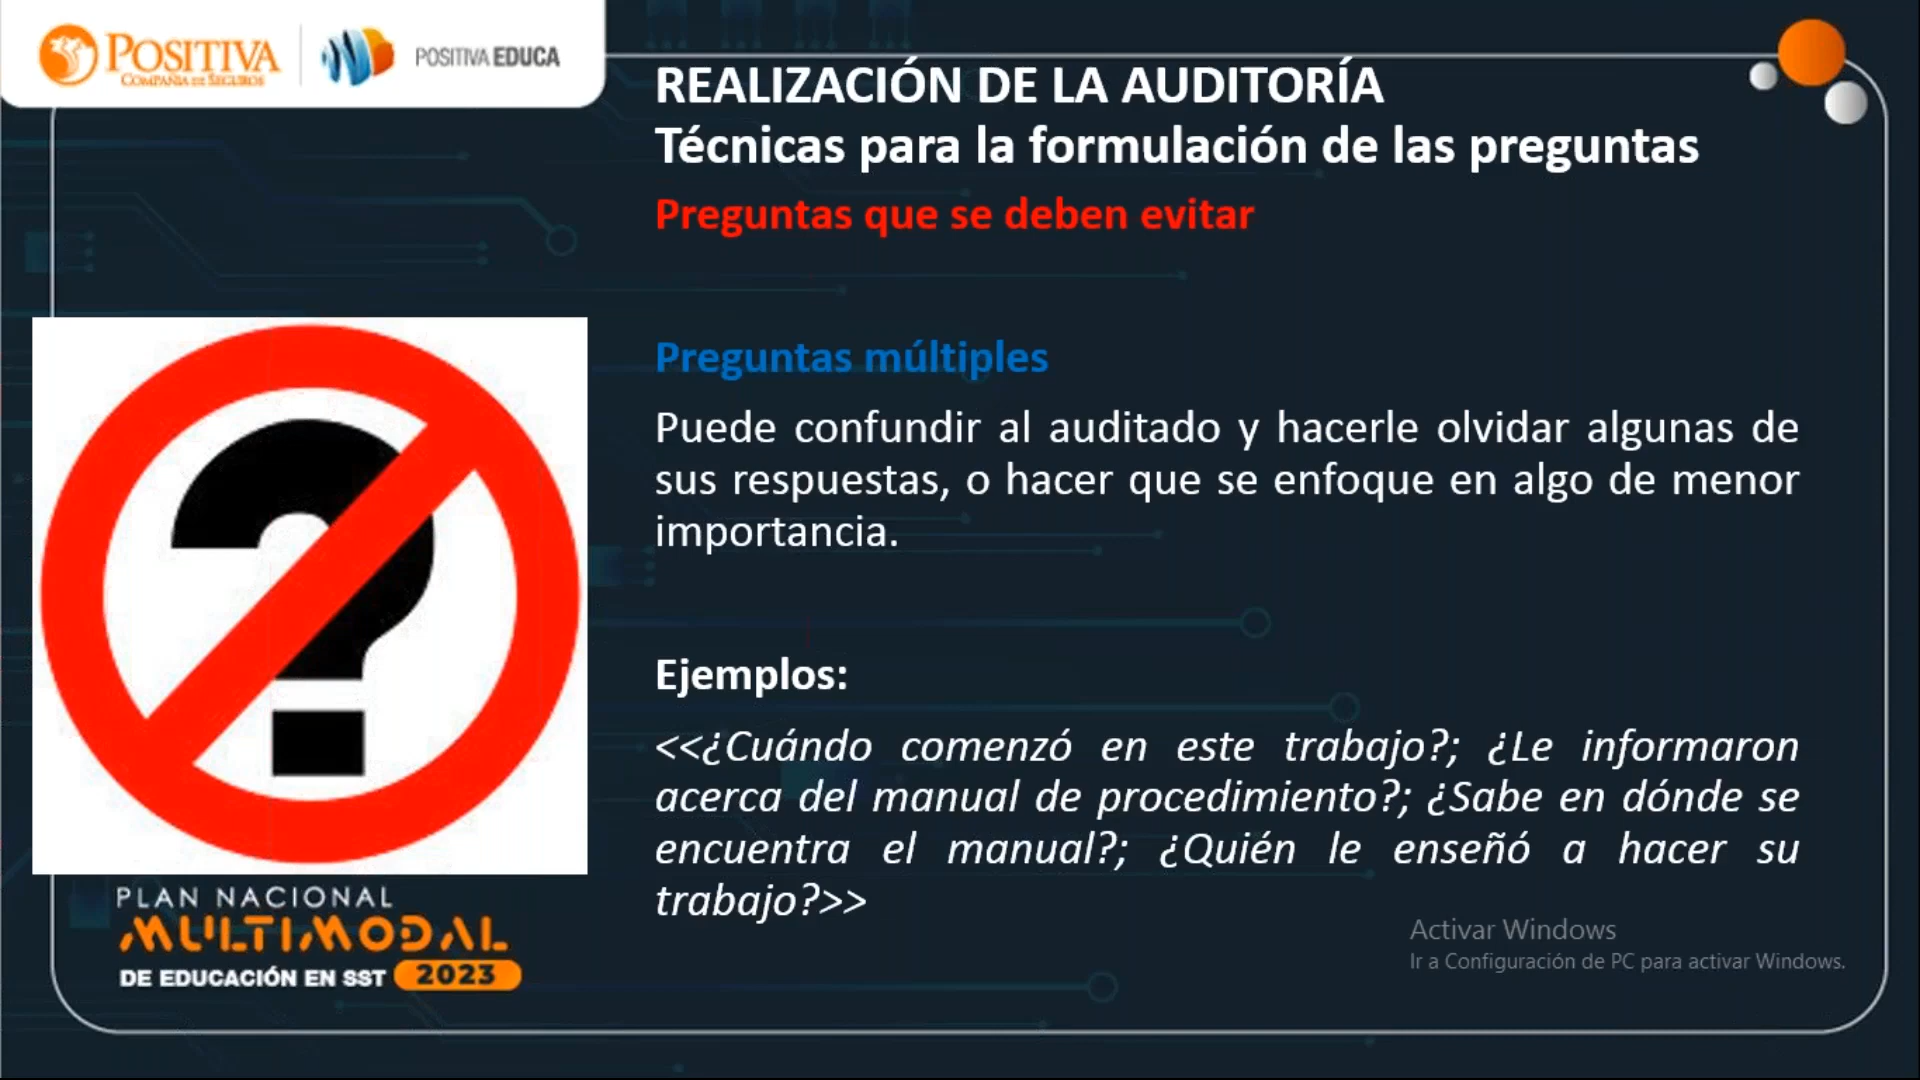 POSITIVA
COMPAÑIA DE SEGUROS
POSITIVA EDUCA
REALIZACIÓN DE LA AUDITORÍA
Técnicas para la formulación de las preguntas
Preguntas que se deben evitar
Preguntas múltiples
Puede confundir al auditado y hacerle olvidar algunas de
sus respuestas, o hacer que se enfoque en algo de menor
importancia.
Ejemplos:
<<¿Cuándo comenzó en este trabajo?; ¿Le informaron
acerca del manual de procedimiento?; ¿Sabe en dónde se
encuentra el manual?; ¿Quién le enseñó a hacer su
trabajo?>>
?
PLAN NACIONAL
MULTIMODAL
DE EDUCACIÓN EN SST 2023
Activar Windows
Ir a Configuración de PC para activar Windows.